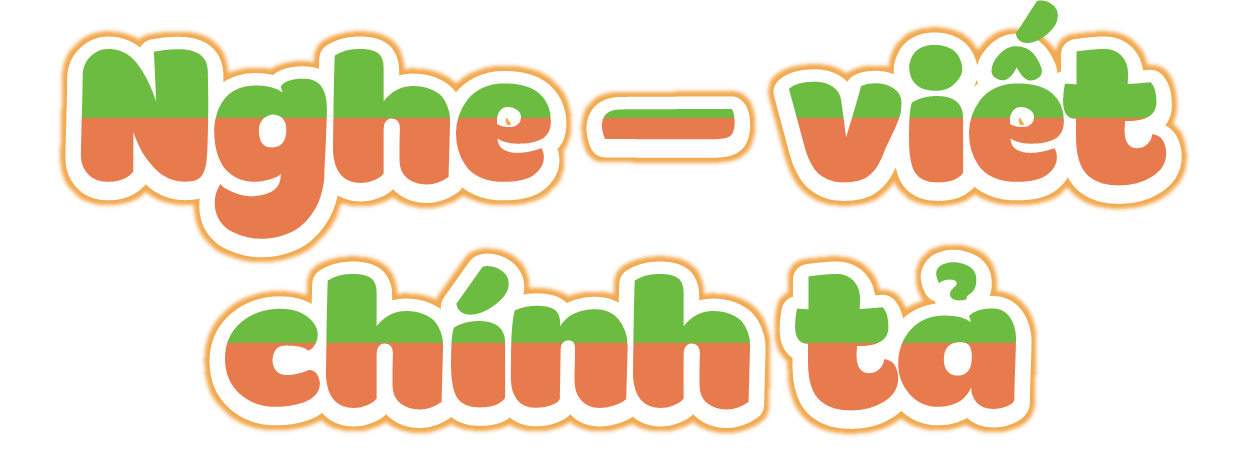 Nghe – viết
chính tả